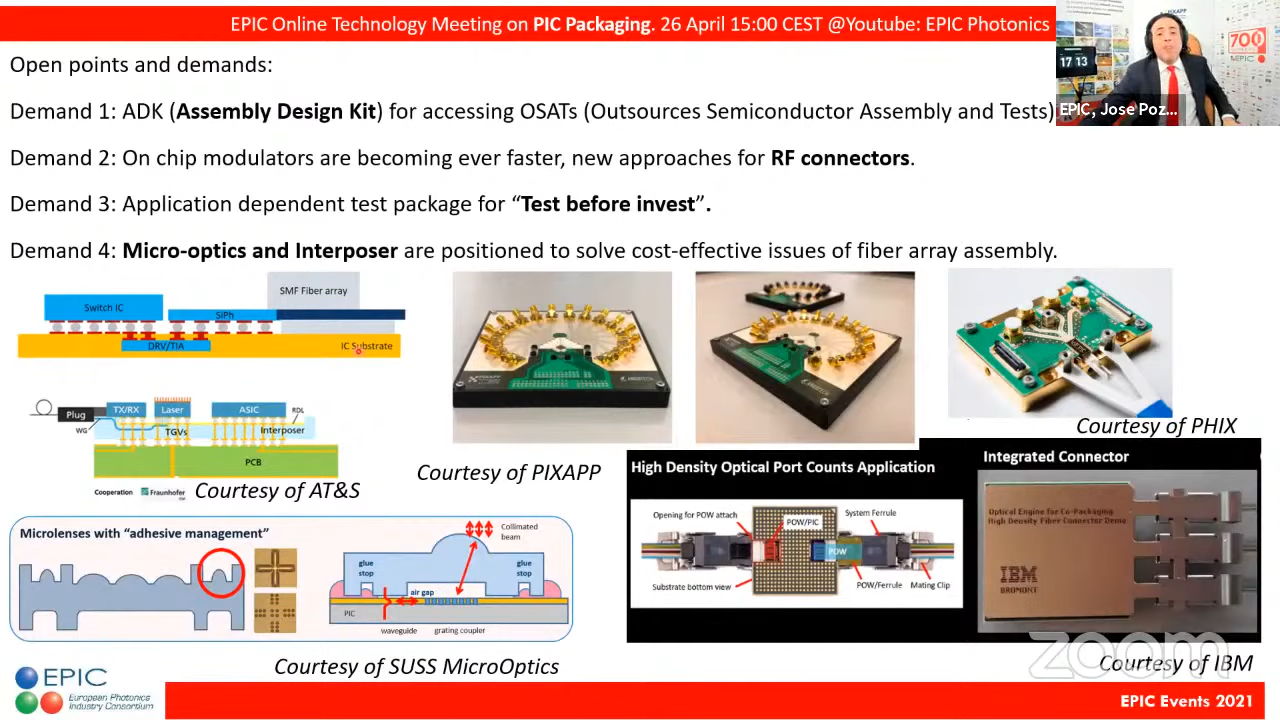 EPIC Online Technology Meeting on PIC Packaging. 26 April 15:00 CEST @Youtube: EPIC Photonics
PIXAPP
700
EPIC
17 13
EPIC, Jose Poz...
Open points and demands:
Demand 1: ADK (Assembly Design Kit) for accessing OSATs (Outsources Semiconductor Assembly and Tests)
Demand 2: On chip modulators are becoming ever faster, new approaches for RF connectors.
Demand 3: Application dependent test package for “Test before invest”.
Demand 4: Micro-optics and Interposer are positioned to solve cost-effective issues of fiber array assembly.
SMF Fiber array
Switch IC
SiPh
DRV/TIA
IC Substrate
Plug
TX/RX
Laser
ASIC
RDL
WG
TGVs
Interposer
PCB
Cooperation
Fraunhofer
Courtesy of AT&S
Courtesy of PIXAPP
Courtesy of PHIX
Microlenses with “adhesive management”
Collimated
beam
glue
stop
glue
stop
air gap
PIC
waveguide
grating coupler
Courtesy of SUSS MicroOptics
High Density Optical Port Counts Application
Opening for POW attach
POW/PIC
System Ferrule
POW
Substrate bottom view
POW/Ferrule
Mating Clip
Integrated Connector
Optical Engine for Co-Packaging
High Density Fiber Connector Demo
IBM
BROMONT
zoom
Courtesy of IBM
EPIC
European Photonics
Industry Consortium
EPIC Events 2021